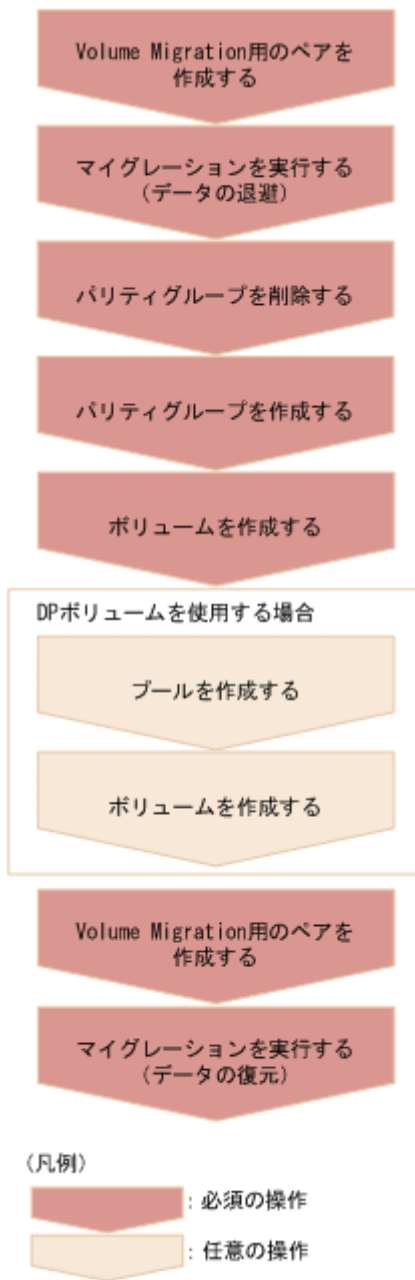 Volume Migration用のペアを
作成する
マイグレーションを実行する
(データの退避)
パリティグループを削除する
パリティグループを作成する
ボリュームを作成する
DPボリュームを使用する場合
プールを作成する
ボリュームを作成する
Volume Migration用のペアを
作成する
マイグレーションを実行する
(データの復元)
(凡例)
: 必須の操作
: 任意の操作